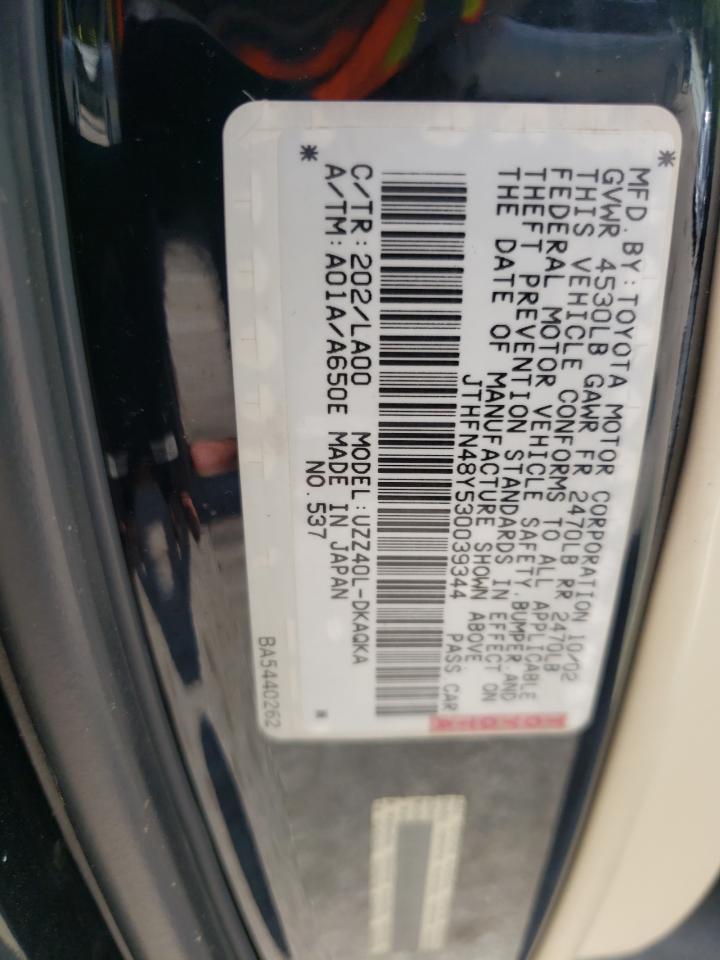 MFD. BY: TOYOTA MOTOR CORPORATION 10/02
GVWR 4530LB GAWR FR 2470LB RR 2470LB
THIS VEHICLE CONFORMS TO ALL APPLICABLE
FEDERAL MOTOR VEHICLE SAFETY, BUMPER AND
THEFT PREVENTION STANDARDS IN EFFECT ON
THE DATE OF MANUFACTURE SHOWN ABOVE.
JTHFN48Y530039344 PASS CAR
C/TR: 202/LA00 MODEL: UZZ40L-DKAQKA
A/TM: A01A/A650E MADE IN JAPAN
NO. 537
BA5440262